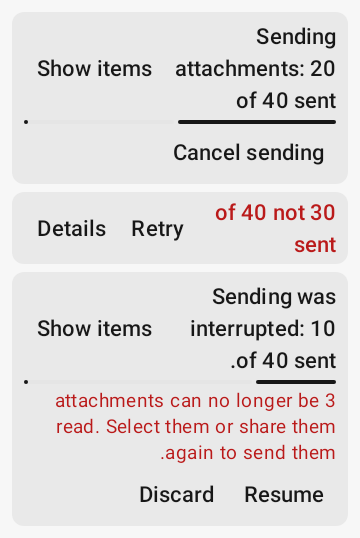 Sending
attachments: 20
of 40 sent
Show items
Cancel sending
of 40 not 30
sent
Details
Retry
Sending was
interrupted: 10
.of 40 sent
Show items
attachments can no longer be 3
read. Select them or share them
.again to send them
Discard
Resume